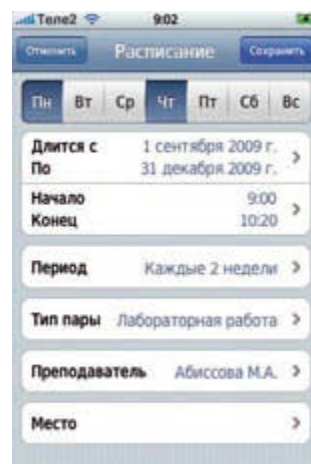 Теле2 9:02
Отменить Расписание Сохранить
Пн Вт Ср Чт Пт Сб Вс
Длится с 1 сентября 2009 г.
По 31 декабря 2009 г.
Начало 9:00
Конец 10:20
Период Каждые 2 недели
Тип пары Лабораторная работа
Преподаватель Абиссова М.А.
Место